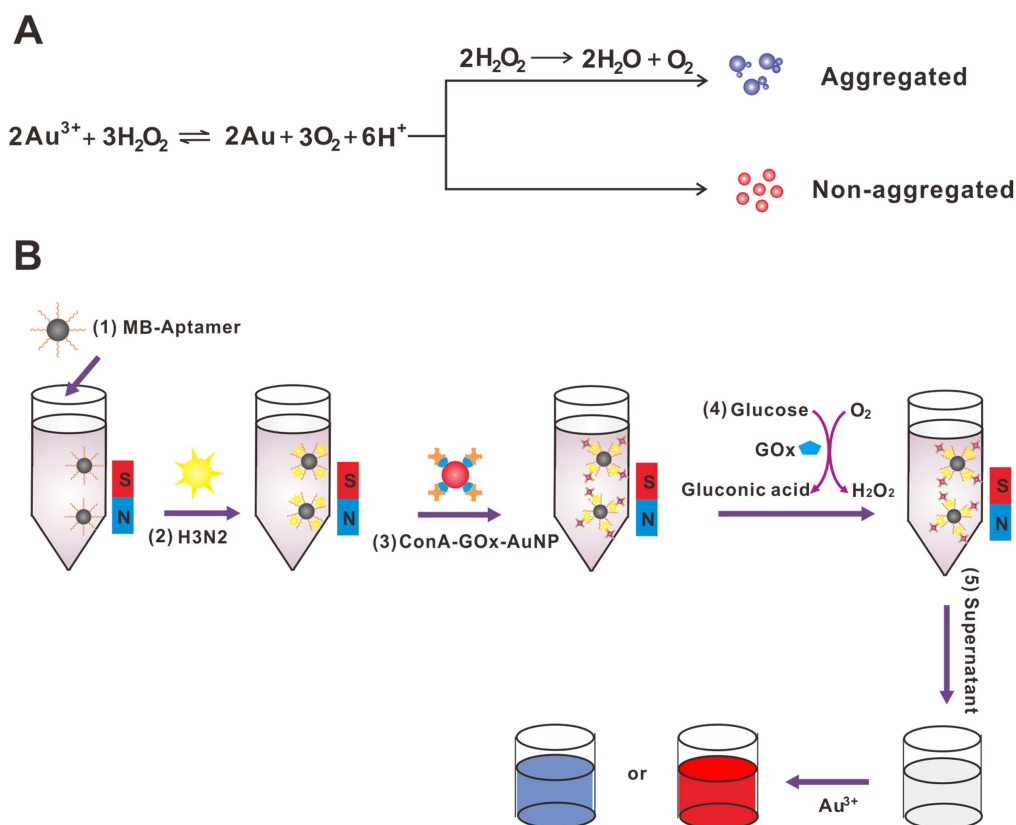 A
2H₂O₂ → 2H₂O + O₂
Aggregated
2Au³⁺ + 3H₂O₂ ⇌ 2Au + 3O₂ + 6H⁺
Non-aggregated
B
(1) MB-Aptamer
(2) H3N2
(3) ConA-GOx-AuNP
(4) Glucose
O₂
GOx
Gluconic acid
H₂O₂
S
N
S
N
S
N
S
N
(5) Supernatant
or
Au³⁺